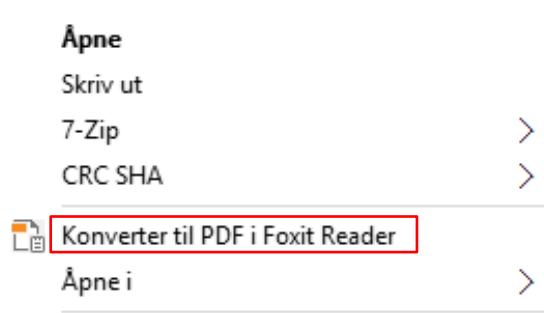 Åpne
Skriv ut
7-Zip
CRC SHA
Konverter til PDF i Foxit Reader
Åpne i